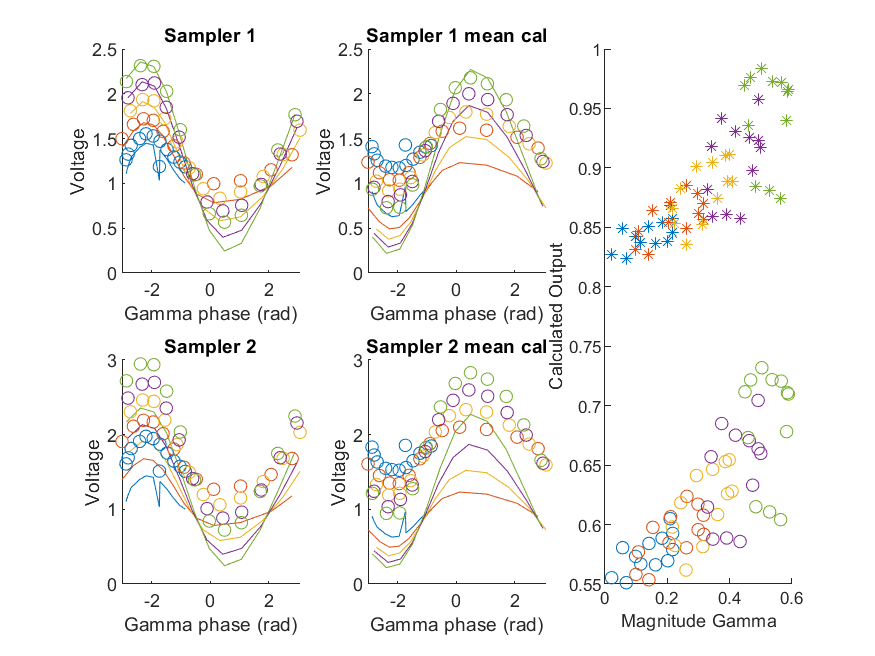 Sampler 1
2.5
2
1.5
1
0.5
0
Voltage
-2 0 2
Gamma phase (rad)
Sampler 1 mean cal
2.5
2
1.5
1
0.5
0
Voltage
-2 0 2
Gamma phase (rad)
Sampler 2
3
2
1
0
Voltage
-2 0 2
Gamma phase (rad)
Sampler 2 mean cal
3
2
1
0
Voltage
-2 0 2
Gamma phase (rad)
1
0.95
0.9
0.85
0.8
0.75
0.7
0.65
0.6
0.55
Calculated Output
0 0.2 0.4 0.6
Magnitude Gamma